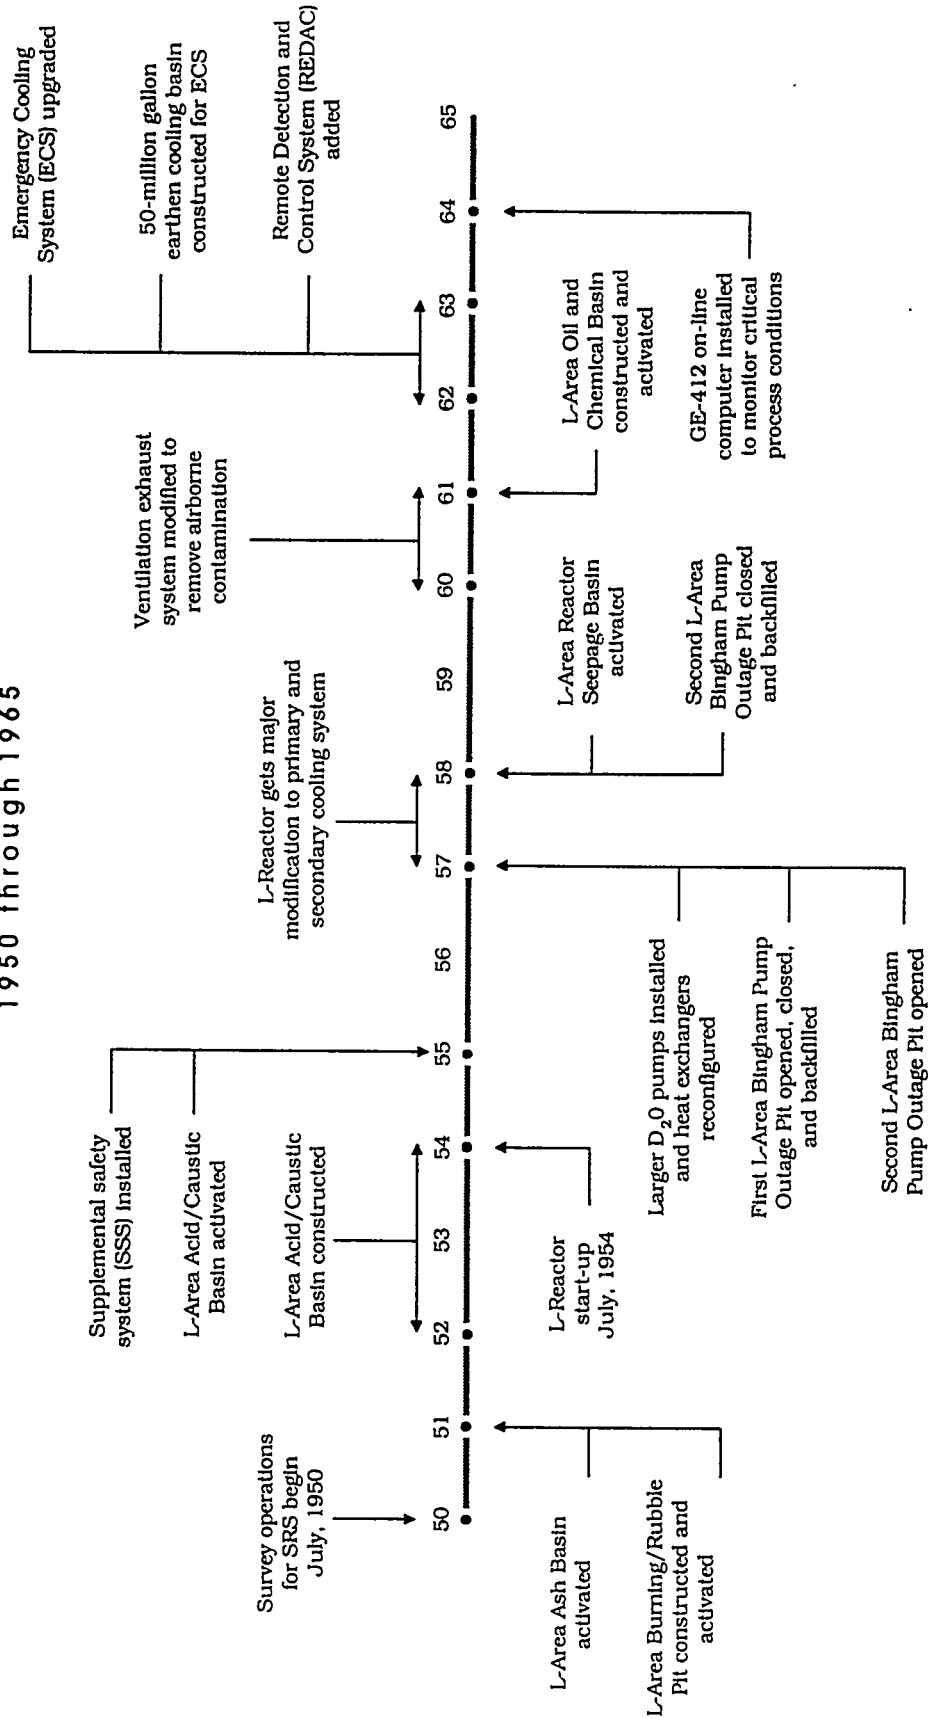 1950 through 1965
Survey operations
for SRS begin
July, 1950
Supplemental safety
system (SSS) installed
L-Area Acid/Caustic
Basin activated
L-Area Acid/Caustic
Basin constructed
L-Reactor gets major
modification to primary and
secondary cooling system
Ventilation exhaust
system modified to
remove airborne
contamination
Emergency Cooling
System (ECS) upgraded
50-million gallon
earthen cooling basin
constructed for ECS
Remote Detection and
Control System (REDAC)
added
50 51 52 53 54 55 56 57 58 59 60 61 62 63 64 65
L-Area Ash Basin
activated
L-Area Burning/Rubble
Pit constructed and
activated
L-Reactor
start-up
July, 1954
Larger D₂0 pumps installed
and heat exchangers
reconfigured
First L-Area Bingham Pump
Outage Pit opened, closed,
and backfilled
Second L-Area Bingham
Pump Outage Pit opened
L-Area Reactor
Seepage Basin
activated
Second L-Area
Bingham Pump
Outage Pit closed
and backfilled
L-Area Oil and
Chemical Basin
constructed and
activated
GE-412 on-line
computer installed
to monitor critical
process conditions